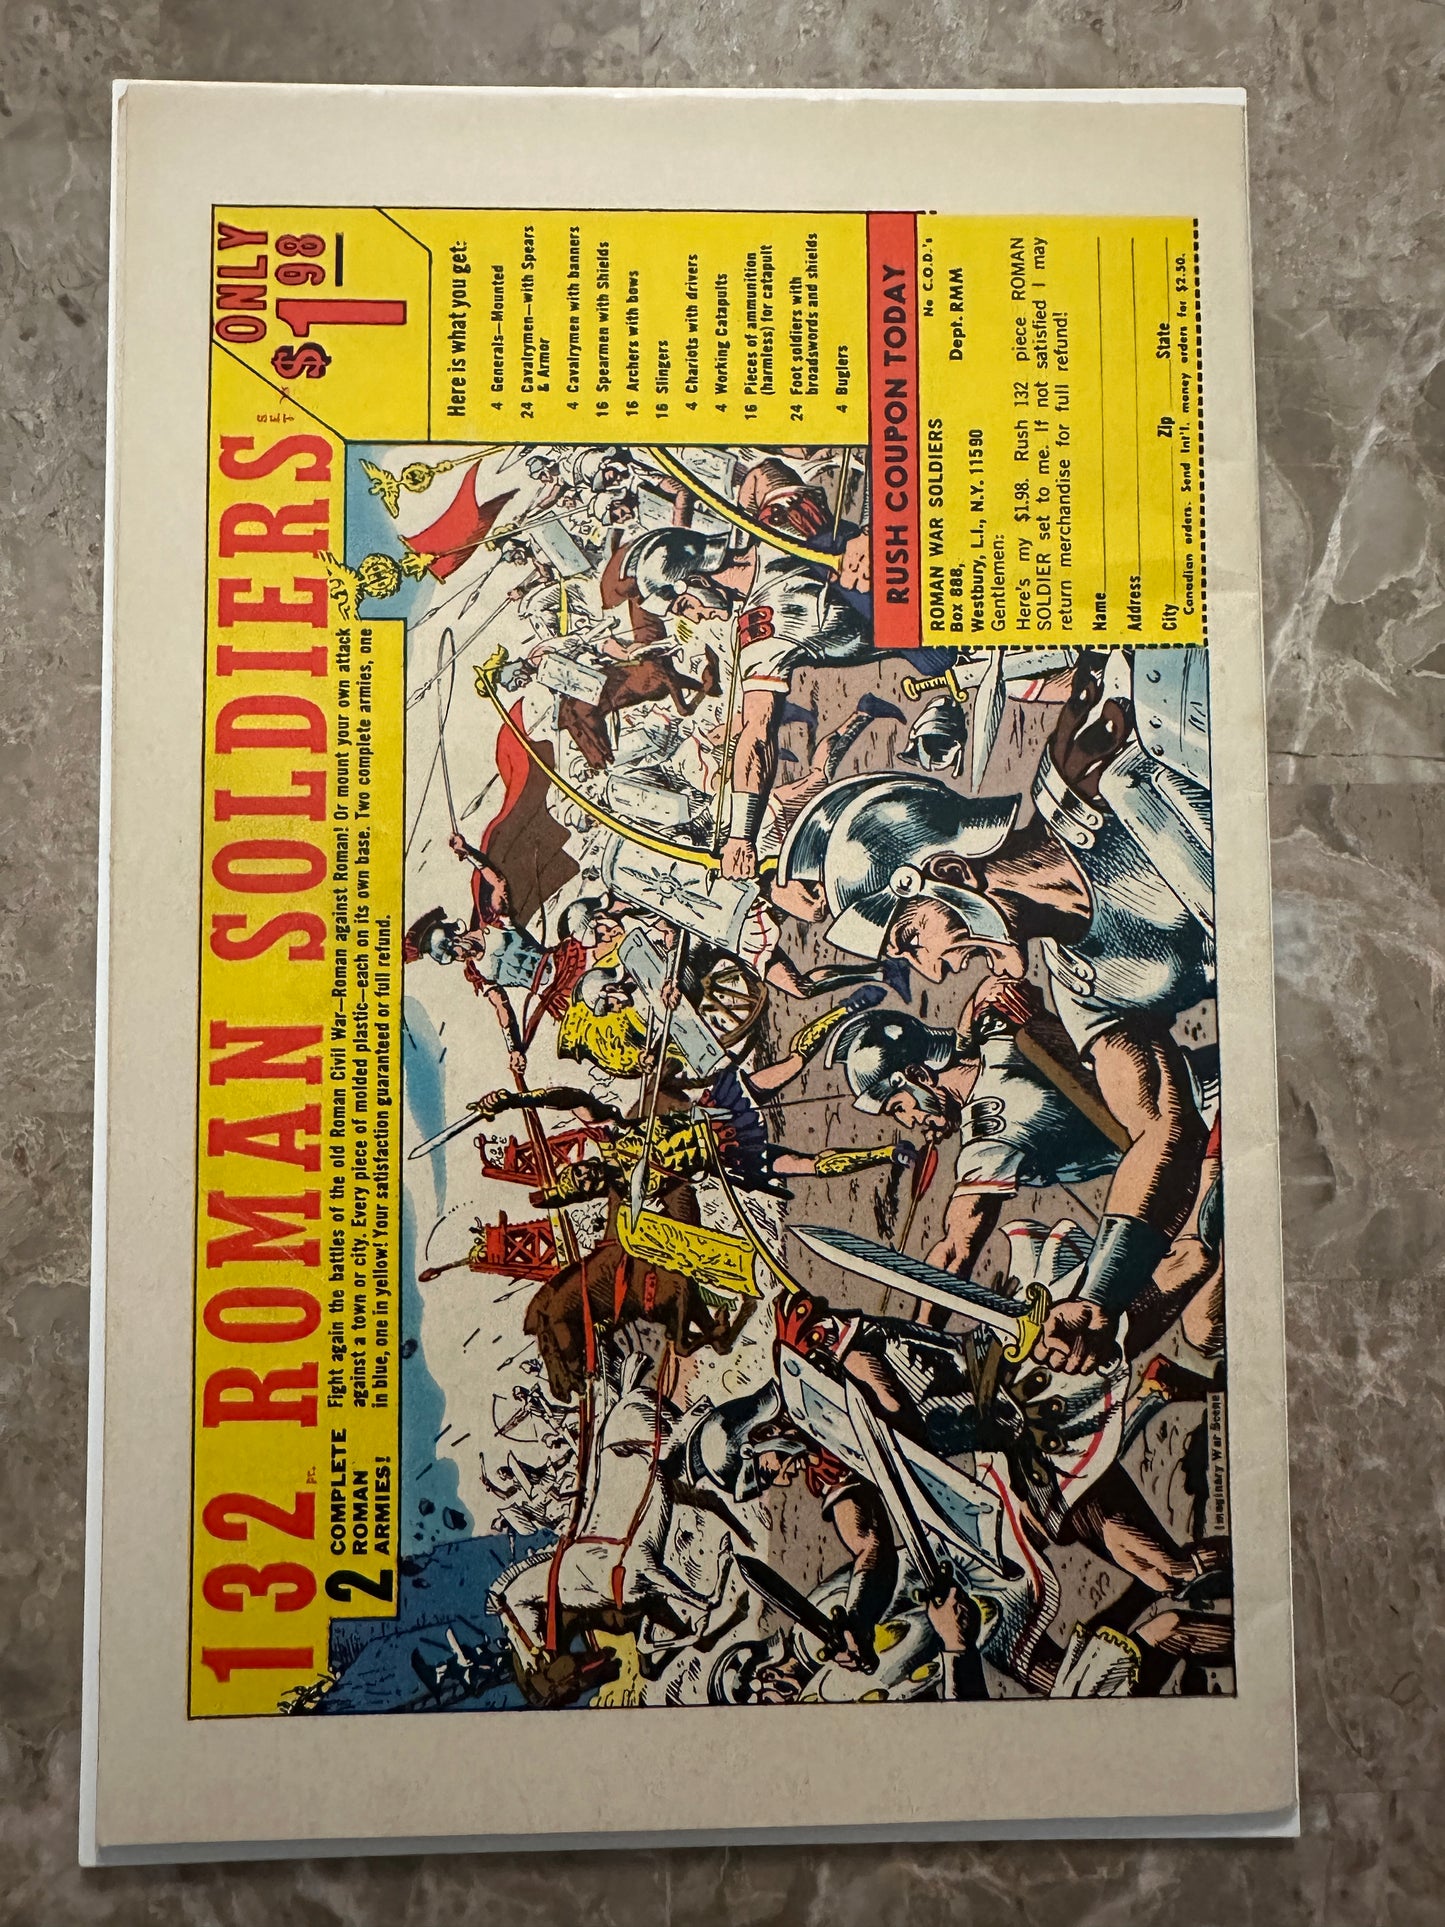 132 pc. ROMAN SOLDIERS SET
ONLY
$1.98
2 COMPLETE
ROMAN
ARMIES!
Fight again the battles of the old Roman Civil War—Roman against Roman! Or mount your own attack
against a town or city. Every piece of molded plastic—each on its own base. Two complete armies, one
in blue, one in yellow! Your satisfaction guaranteed or full refund.
Here is what you get:
4 Generals—Mounted
24 Cavalrymen—with Spears
& Armor
4 Cavalrymen with banners
16 Spearmen with Shields
16 Archers with bows
16 Slingers
4 Chariots with drivers
4 Working Catapults
16 Pieces of ammunition
(harmless) for catapult
24 Foot soldiers with
broadswords and shields
4 Buglers
RUSH COUPON TODAY
No C.O.D.'s
ROMAN WAR SOLDIERS
Box 888, Dept. RMM
Westbury, L.I., N.Y. 11590
Gentlemen:
Here's my $1.98. Rush 132 piece ROMAN
SOLDIER set to me. If not satisfied I may
return merchandise for full refund!
Name
Address
City Zip State
Canadian orders. Send Int'l. money orders for $2.50.
Imaginary War Scene